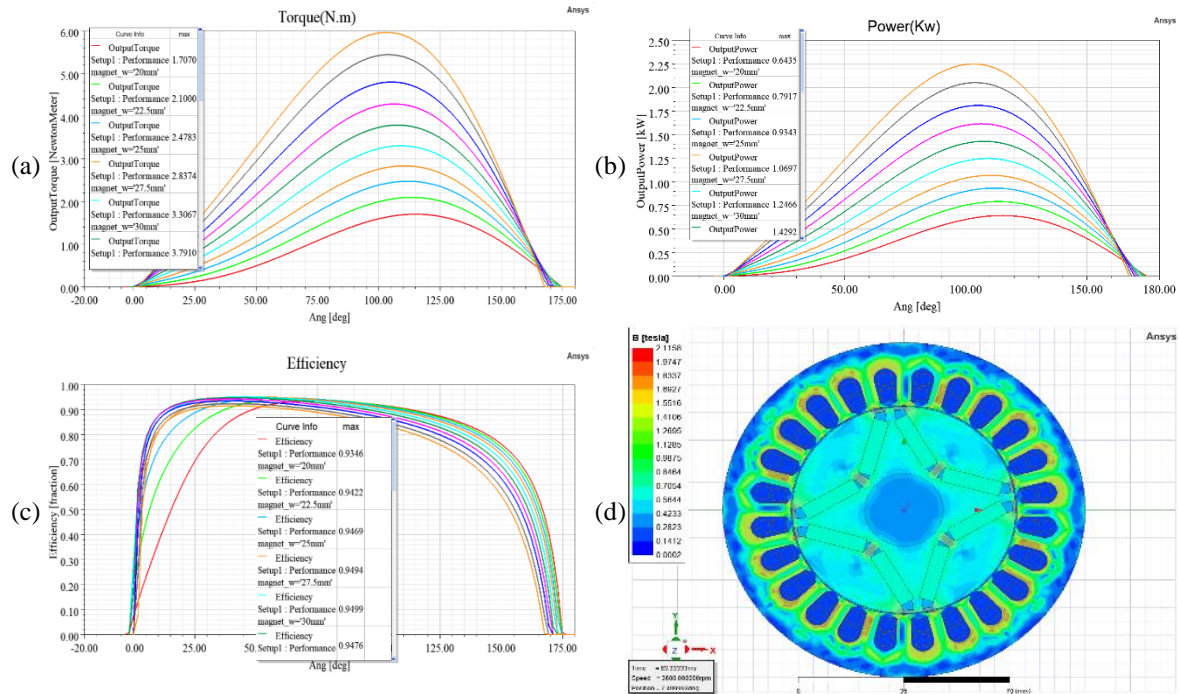 Torque(N.m)
Ansys
Curve Info max
OutputTorque
Setup1 : Performance 1.7070
magnet_w='20mm'
OutputTorque
Setup1 : Performance 2.1000
magnet_w='22.5mm'
OutputTorque
Setup1 : Performance 2.4783
magnet_w='25mm'
OutputTorque
Setup1 : Performance 2.8374
magnet_w='27.5mm'
OutputTorque
Setup1 : Performance 3.3067
magnet_w='30mm'
OutputTorque
Setup1 : Performance 3.7910
6.00
5.00
4.00
3.00
2.00
1.00
0.00
OutputTorque [NewtonMeter]
-20.00 0.00 25.00 50.00 75.00 100.00 125.00 150.00 175.00
Ang [deg]
(a)
Power(Kw)
Ansys
Curve Info max
OutputPower
Setup1 : Performance 0.6435
magnet_w='20mm'
OutputPower
Setup1 : Performance 0.7917
magnet_w='22.5mm'
OutputPower
Setup1 : Performance 0.9343
magnet_w='25mm'
OutputPower
Setup1 : Performance 1.0697
magnet_w='27.5mm'
OutputPower
Setup1 : Performance 1.2466
magnet_w='30mm'
OutputPower 1.4292
2.50
2.25
2.00
1.75
1.50
1.25
1.00
0.75
0.50
0.25
0.00
OutputPower [kW]
0.00 50.00 100.00 150.00 180.00
Ang [deg]
(b)
Efficiency
Ansys
1.00
0.90
0.80
0.70
0.60
0.50
0.40
0.30
0.20
0.10
0.00
Efficiency [fraction]
Curve Info max
Efficiency
Setup1 : Performance 0.9346
magnet_w='20mm'
Efficiency
Setup1 : Performance 0.9422
magnet_w='22.5mm'
Efficiency
Setup1 : Performance 0.9469
magnet_w='25mm'
Efficiency
Setup1 : Performance 0.9494
magnet_w='27.5mm'
Efficiency
Setup1 : Performance 0.9499
magnet_w='30mm'
Efficiency
Setup1 : Performance 0.9476
-20.00 0.00 25.00 50.00 75.00 100.00 125.00 150.00 175.00
Ang [deg]
(c)
B [tesla]
2.1158
1.9747
1.8337
1.6927
1.5516
1.4106
1.2695
1.1285
0.9875
0.8464
0.7054
0.5644
0.4233
0.2823
0.1412
0.0002
Ansys
(d)
Y
Z
X
Time
Speed = 3600.000000rpm
Position
0 35 70 (mm)